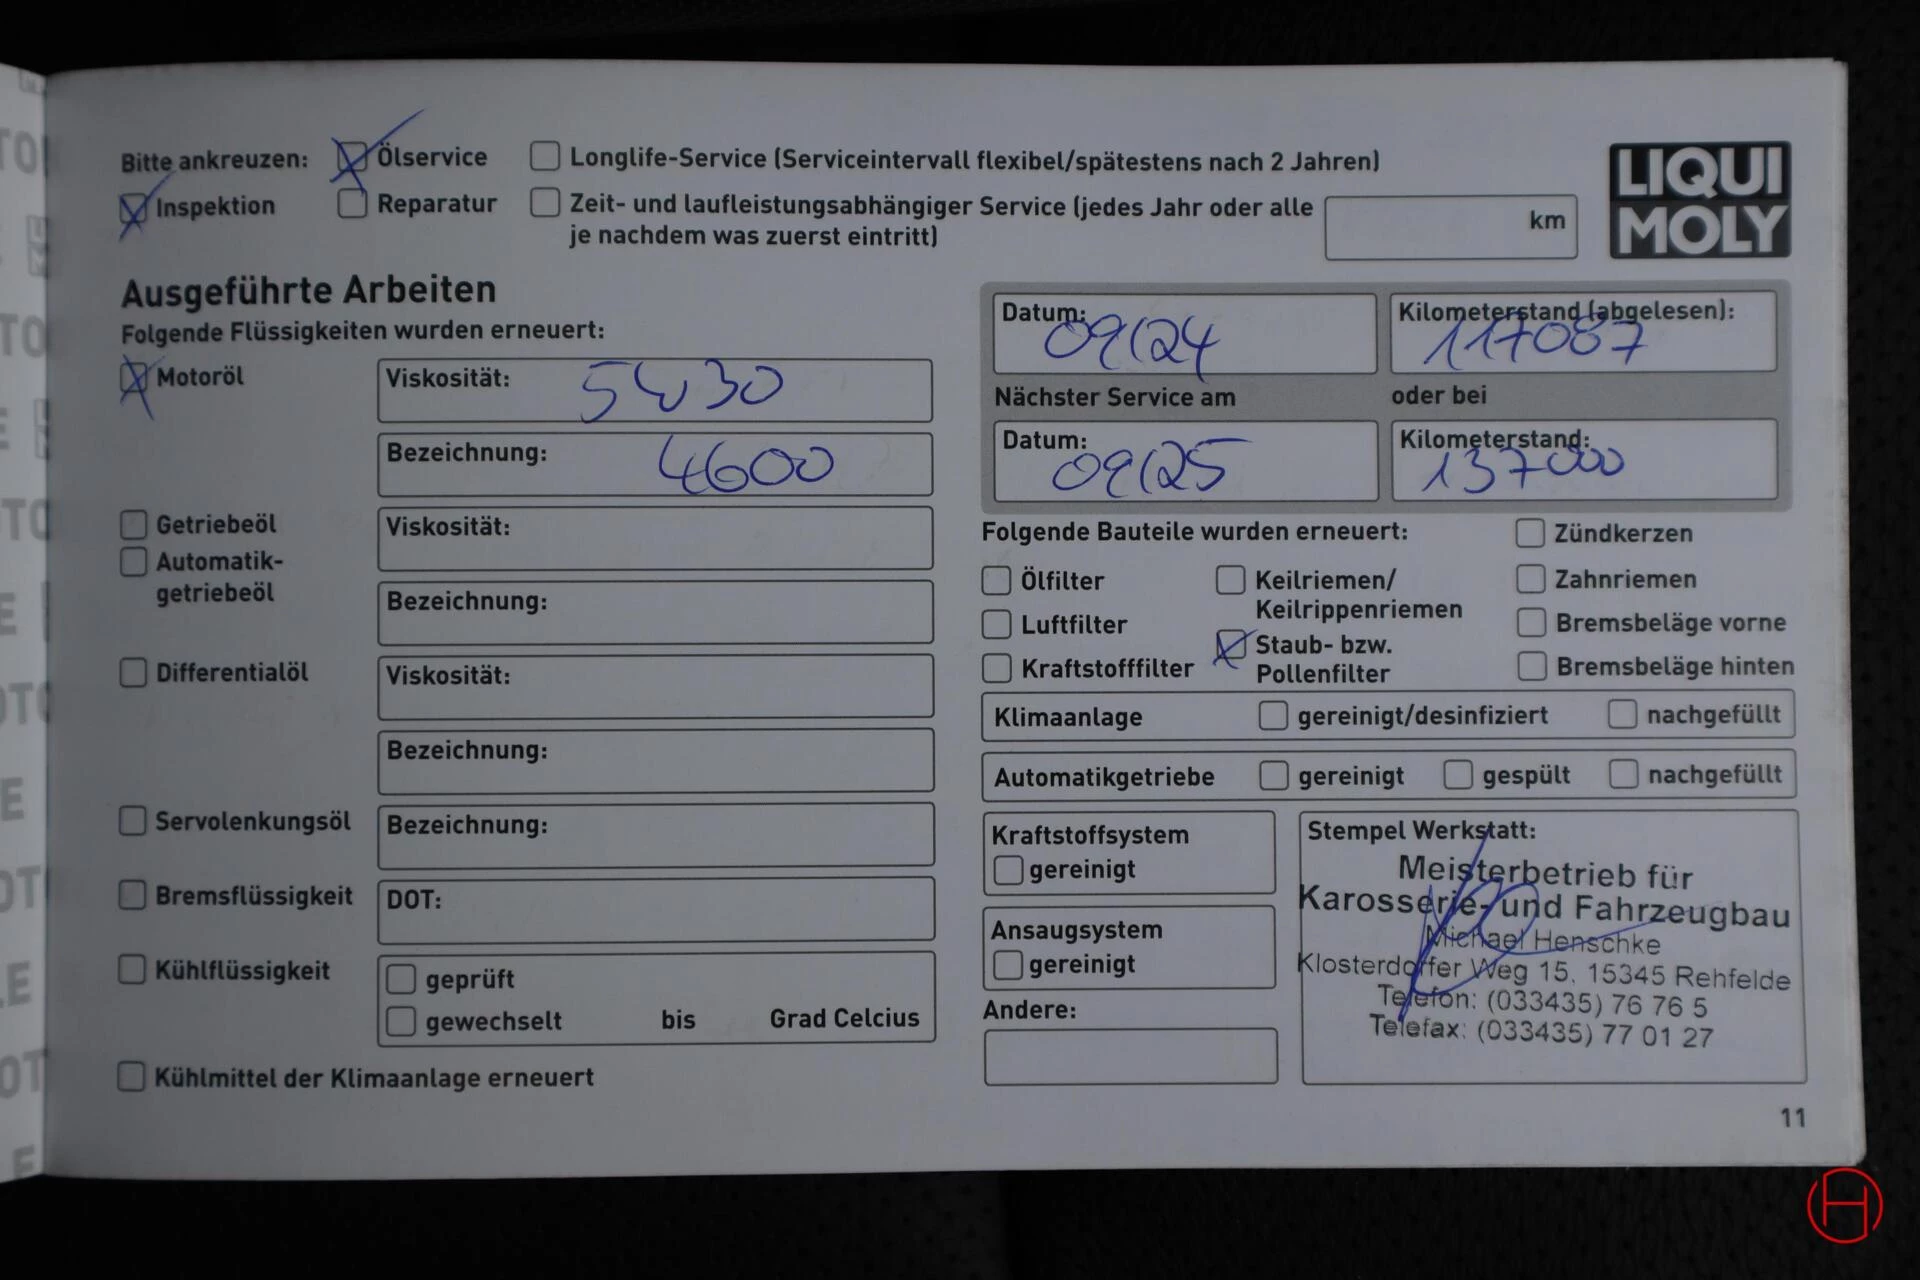 Bitte ankreuzen: Ölservice Longlife-Service (Serviceintervall flexibel/spätestens nach 2 Jahren)
Inspektion Reparatur Zeit- und laufleistungsabhängiger Service (jedes Jahr oder alle km
je nachdem was zuerst eintritt)
LIQUI
MOLY
Ausgeführte Arbeiten
Folgende Flüssigkeiten wurden erneuert:
Motoröl Viskosität: 5W30
Bezeichnung: 4600
Getriebeöl Viskosität:
Automatik-
getriebeöl Bezeichnung:
Differentialöl Viskosität:
Bezeichnung:
Servolenkungsöl Bezeichnung:
Bremsflüssigkeit DOT:
Kühlflüssigkeit geprüft
gewechselt bis Grad Celcius
Kühlmittel der Klimaanlage erneuert
Datum: 09/24 Kilometerstand (abgelesen): 117087
Nächster Service am oder bei
Datum: 09/25 Kilometerstand: 137000
Folgende Bauteile wurden erneuert: Zündkerzen
Ölfilter Keilriemen/ Zahnriemen
Keilrippenriemen
Luftfilter Bremsbeläge vorne
Staub- bzw.
Kraftstofffilter Pollenfilter Bremsbeläge hinten
Klimaanlage gereinigt/desinfiziert nachgefüllt
Automatikgetriebe gereinigt gespült nachgefüllt
Kraftstoffsystem
gereinigt
Ansaugsystem
gereinigt
Andere:
Stempel Werkstatt:
Meisterbetrieb für
Karosserie- und Fahrzeugbau
Michael Henschke
Klosterdorfer Weg 15, 15345 Rehfelde
Telefon: (033435) 76 76 5
Telefax: (033435) 77 01 27
11